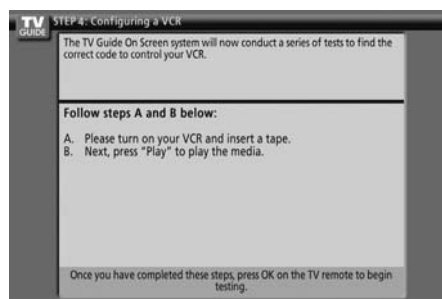 TV
GUIDE
STEP 4: Configuring a VCR
The TV Guide On Screen system will now conduct a series of tests to find the
correct code to control your VCR.
Follow steps A and B below:
A. Please turn on your VCR and insert a tape.
B. Next, press “Play” to play the media.
Once you have completed these steps, press OK on the TV remote to begin
testing.